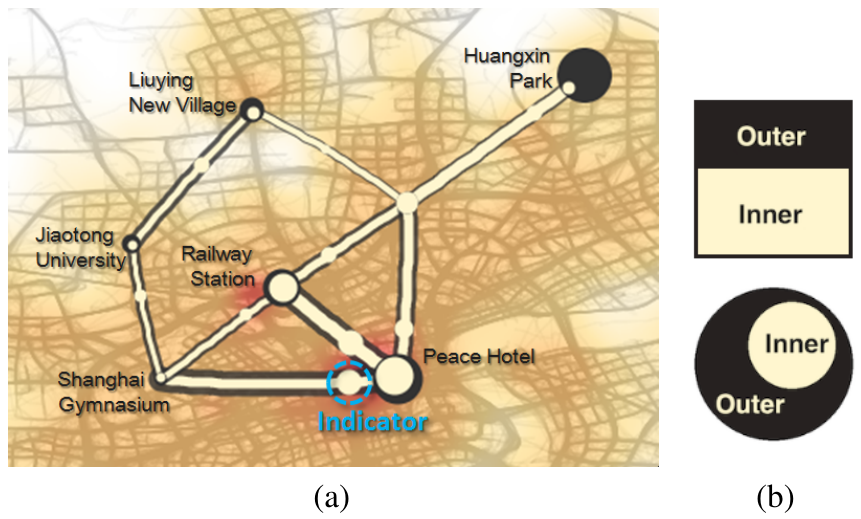 Huangxin
Park
Liuying
New Village
Jiaotong
University
Railway
Station
Peace Hotel
Shanghai
Gymnasium
Indicator
(a)
Outer
Inner
Inner
Outer
(b)